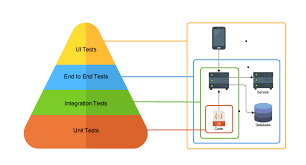 UI Tests
End to End Tests
Service
Integration Tests
Database
Code
Unit Tests